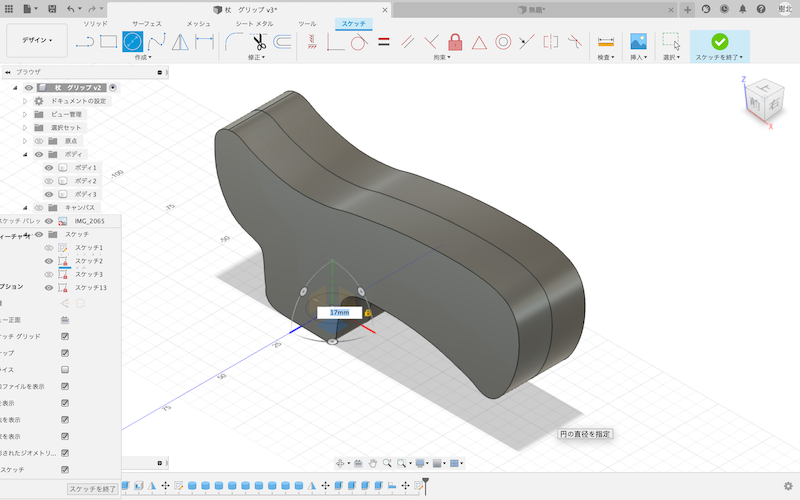 杖　グリップ v3*
無題*
樹北
ソリッド
サーフェス
メッシュ
シート メタル
ツール
スケッチ
デザイン
作成
修正
拘束
検査
挿入
選択
スケッチを終了
ブラウザ
杖　グリップ v2
ドキュメントの設定
ビュー管理
選択セット
原点
ボディ
ボディ1
ボディ2
ボディ3
キャンバス
スケッチ パレッ
IMG_2065
ィーチャ
スケッチ
スケッチ1
スケッチ2
スケッチ3
プション
スケッチ13
ュー正面
ッチ グリッド
ップ
ライス
ロファイルを表示
を表示
点を表示
束を表示
影されたジオメトリ...
スケッチ
スケッチを終了
-100
-75
-50
25
50
75
17mm
円の直径を指定
Z
上
前
右
X